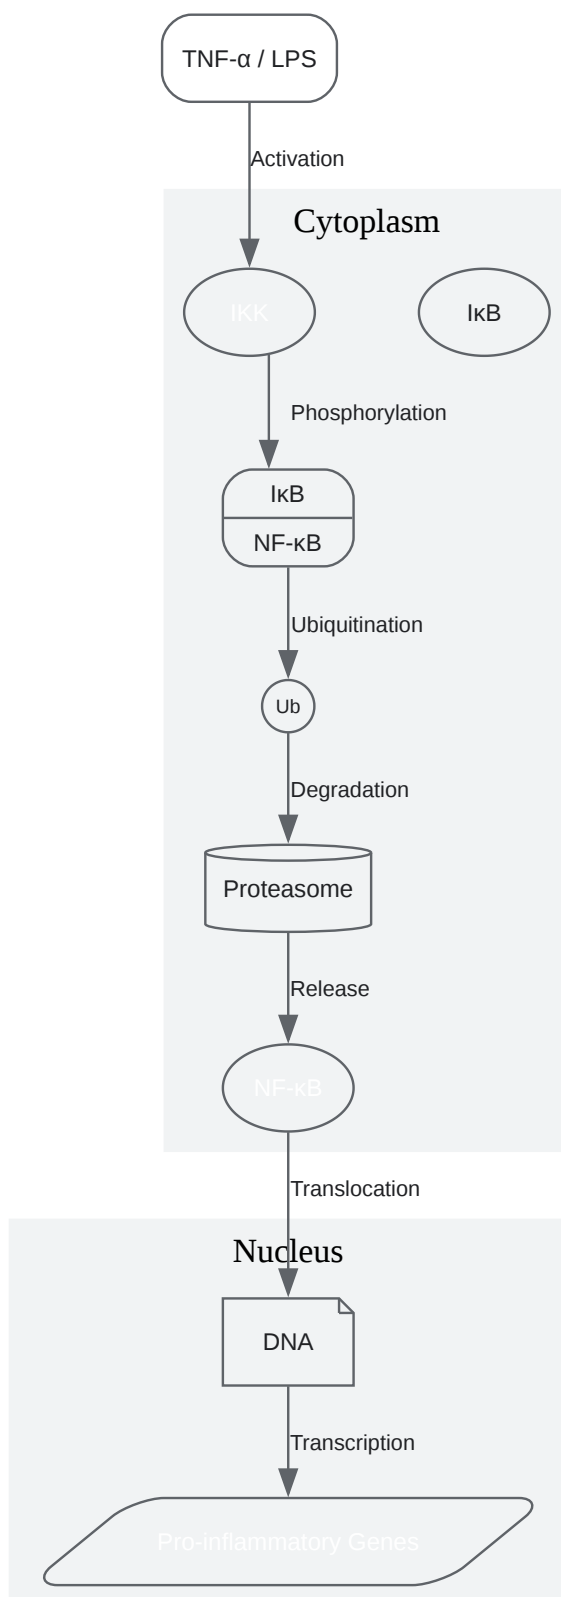 TNF-α / LPS
Activation
Cytoplasm
IKK
IκB
Phosphorylation
IκB
NF-κB
Ubiquitination
Ub
Degradation
Proteasome
Release
NF-κB
Translocation
Nucleus
DNA
Transcription
Pro-inflammatory Genes